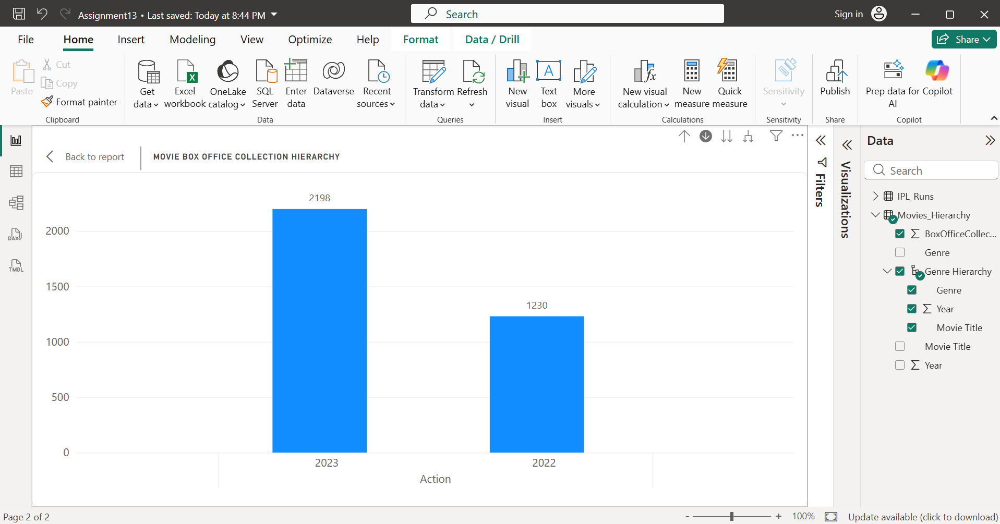 Assignment13 • Last saved: Today at 8:44 PM
Search
Sign in
File
Home
Insert
Modeling
View
Optimize
Help
Format
Data / Drill
Share
Paste
Cut
Copy
Format painter
Clipboard
Get data
Excel workbook
OneLake catalog
SQL Server
Enter data
Dataverse
Recent sources
Data
Transform data
Refresh
Queries
New visual
Text box
More visuals
Insert
New visual calculation
New measure
Quick measure
Calculations
Sensitivity
Sensitivity
Publish
Share
Prep data for AI
Copilot
Copilot
DAX
TMDL
Back to report
MOVIE BOX OFFICE COLLECTION HIERARCHY
2198
2000
1500
1230
1000
500
0
2023
2022
Action
Filters
Visualizations
Data
Search
IPL_Runs
Movies_Hierarchy
BoxOfficeCollec...
Genre
Genre Hierarchy
Genre
Year
Movie Title
Movie Title
Year
Page 2 of 2
- + 100%
Update available (click to download)